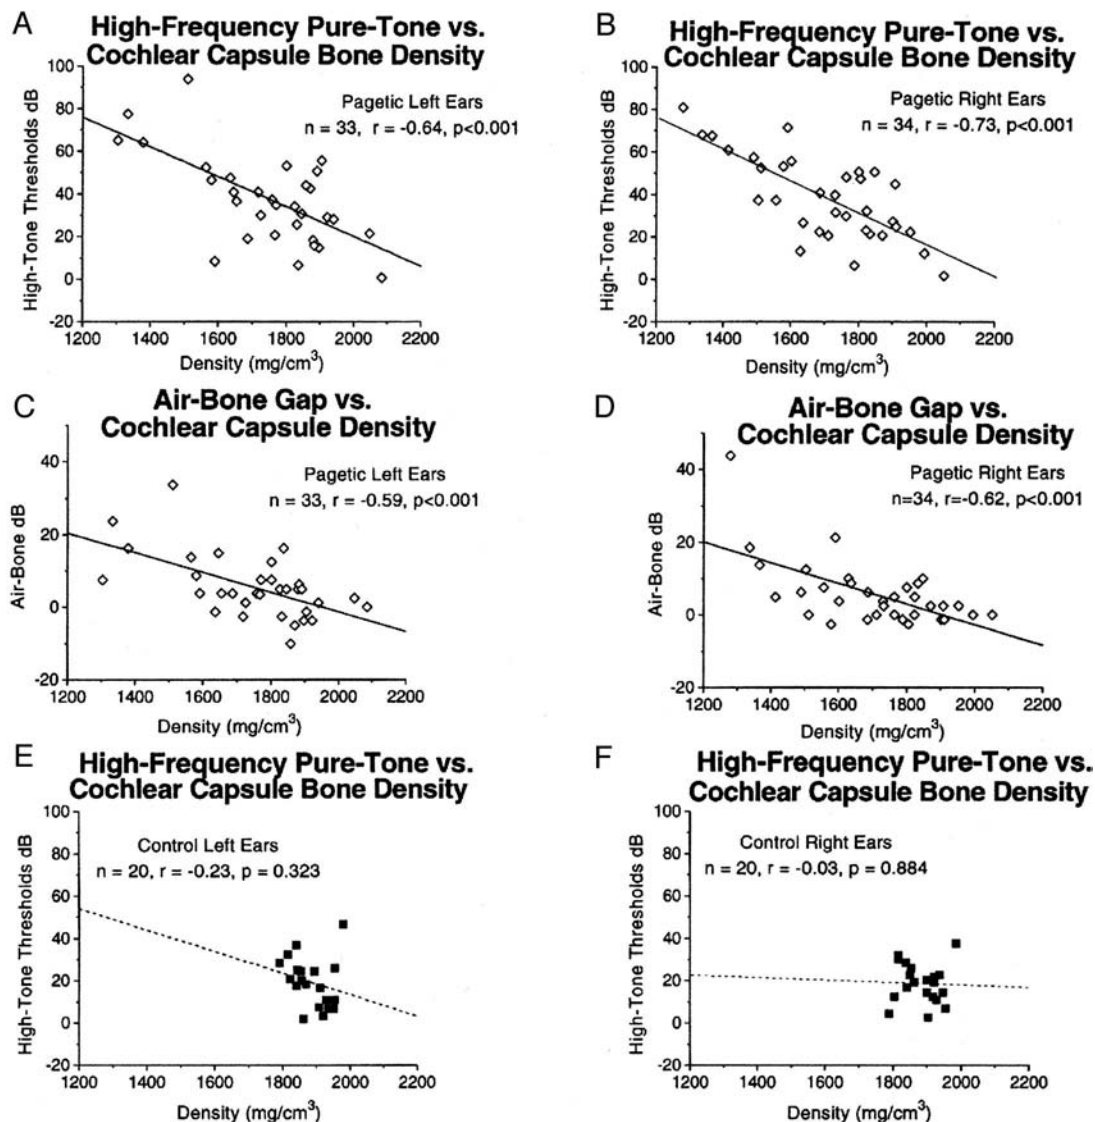 A
High-Frequency Pure-Tone vs.
Cochlear Capsule Bone Density
Pagetic Left Ears
n = 33, r = -0.64, p<0.001
High-Tone Thresholds dB
100
80
60
40
20
0
-20
1200 1400 1600 1800 2000 2200
Density (mg/cm³)
B
High-Frequency Pure-Tone vs.
Cochlear Capsule Bone Density
Pagetic Right Ears
n = 34, r = -0.73, p<0.001
High-Tone Thresholds dB
100
80
60
40
20
0
-20
1200 1400 1600 1800 2000 2200
Density (mg/cm³)
C
Air-Bone Gap vs.
Cochlear Capsule Density
Pagetic Left Ears
n = 33, r = -0.59, p<0.001
Air-Bone dB
40
20
0
-20
1200 1400 1600 1800 2000 2200
Density (mg/cm³)
D
Air-Bone Gap vs.
Cochlear Capsule Density
Pagetic Right Ears
n=34, r=-0.62, p<0.001
Air-Bone dB
40
20
0
-20
1200 1400 1600 1800 2000 2200
Density (mg/cm³)
E
High-Frequency Pure-Tone vs.
Cochlear Capsule Bone Density
Control Left Ears
n = 20, r = -0.23, p = 0.323
High-Tone Thresholds dB
100
80
60
40
20
0
-20
1200 1400 1600 1800 2000 2200
Density (mg/cm³)
F
High-Frequency Pure-Tone vs.
Cochlear Capsule Bone Density
Control Right Ears
n = 20, r = -0.03, p = 0.884
High-Tone Thresholds dB
100
80
60
40
20
0
-20
1200 1400 1600 1800 2000 2200
Density (mg/cm³)